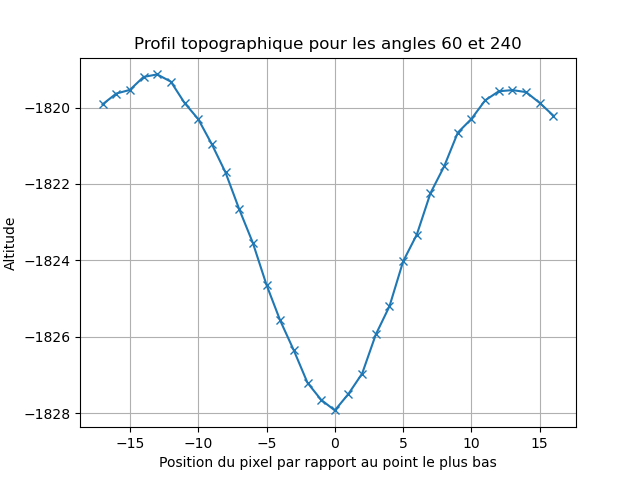 Profil topographique pour les angles 60 et 240
Altitude
−1820
−1822
−1824
−1826
−1828
−15 −10 −5 0 5 10 15
Position du pixel par rapport au point le plus bas